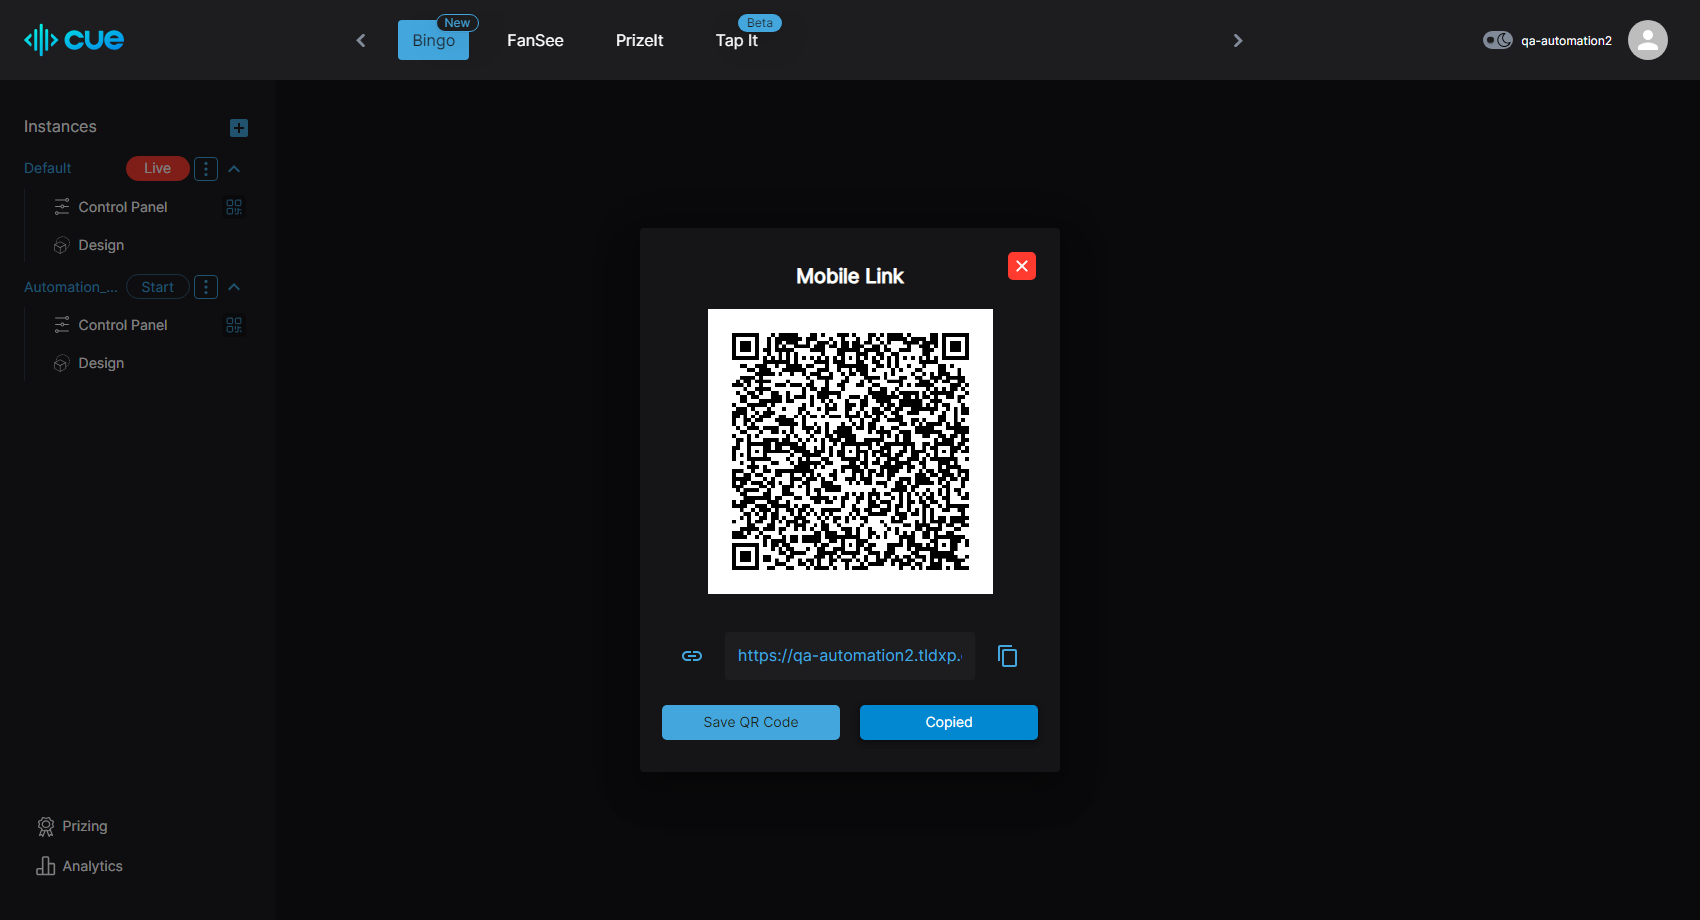 cue
Bingo
New
FanSee
PrizeIt
Tap It
Beta
qa-automation2
Instances
Default
Live
Control Panel
Design
Automation_...
Start
Control Panel
Design
Prizing
Analytics
Mobile Link
https://qa-automation2.tldxp.
Save QR Code
Copied